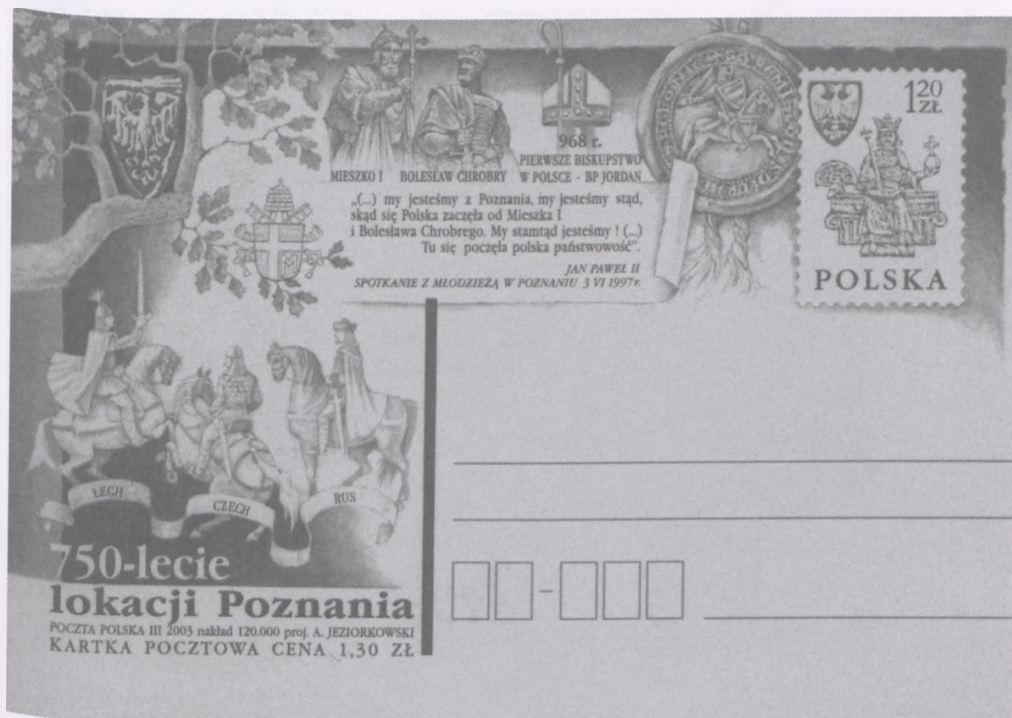 MIESZKO I
BOLESŁAW CHROBRY
968 r.
PIERWSZE BISKUPSTWO
W POLSCE - BP JORDAN
„(...) my jesteśmy z Poznania, my jesteśmy stąd,
skąd się Polska zaczęła od Mieszka I
i Bolesława Chrobrego. My stamtąd jesteśmy ! (...)
Tu się poczęła polska państwowość”.
JAN PAWEŁ II
SPOTKANIE Z MŁODZIEŻĄ W POZNANIU 3 VI 1997r.
1 20
ZŁ
POLSKA
LECH
CZECH
RUS
750-lecie
lokacji Poznania
POCZTA POLSKA III 2003 nakład 120.000 proj. A. JEZIORKOWSKI
KARTKA POCZTOWA CENA 1,30 ZŁ